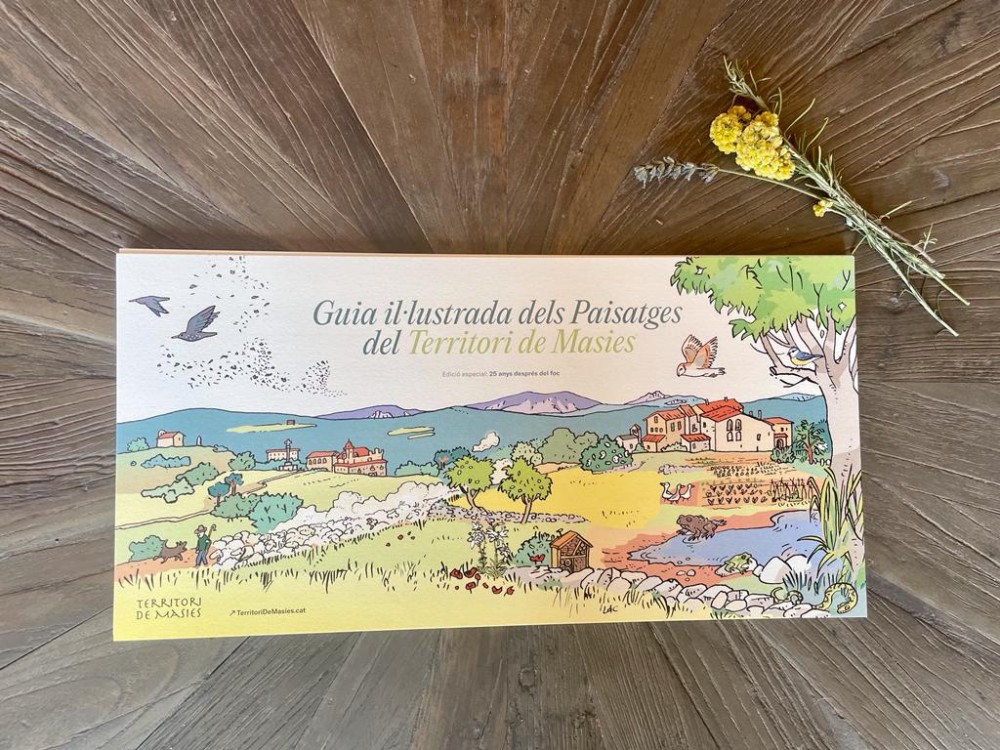 Guia il·lustrada dels Paisatges
del Territori de Masies
Edició especial: 25 anys després del foc
TERRITORI
DE MASIES
↗TerritoriDeMasies.cat
LAC